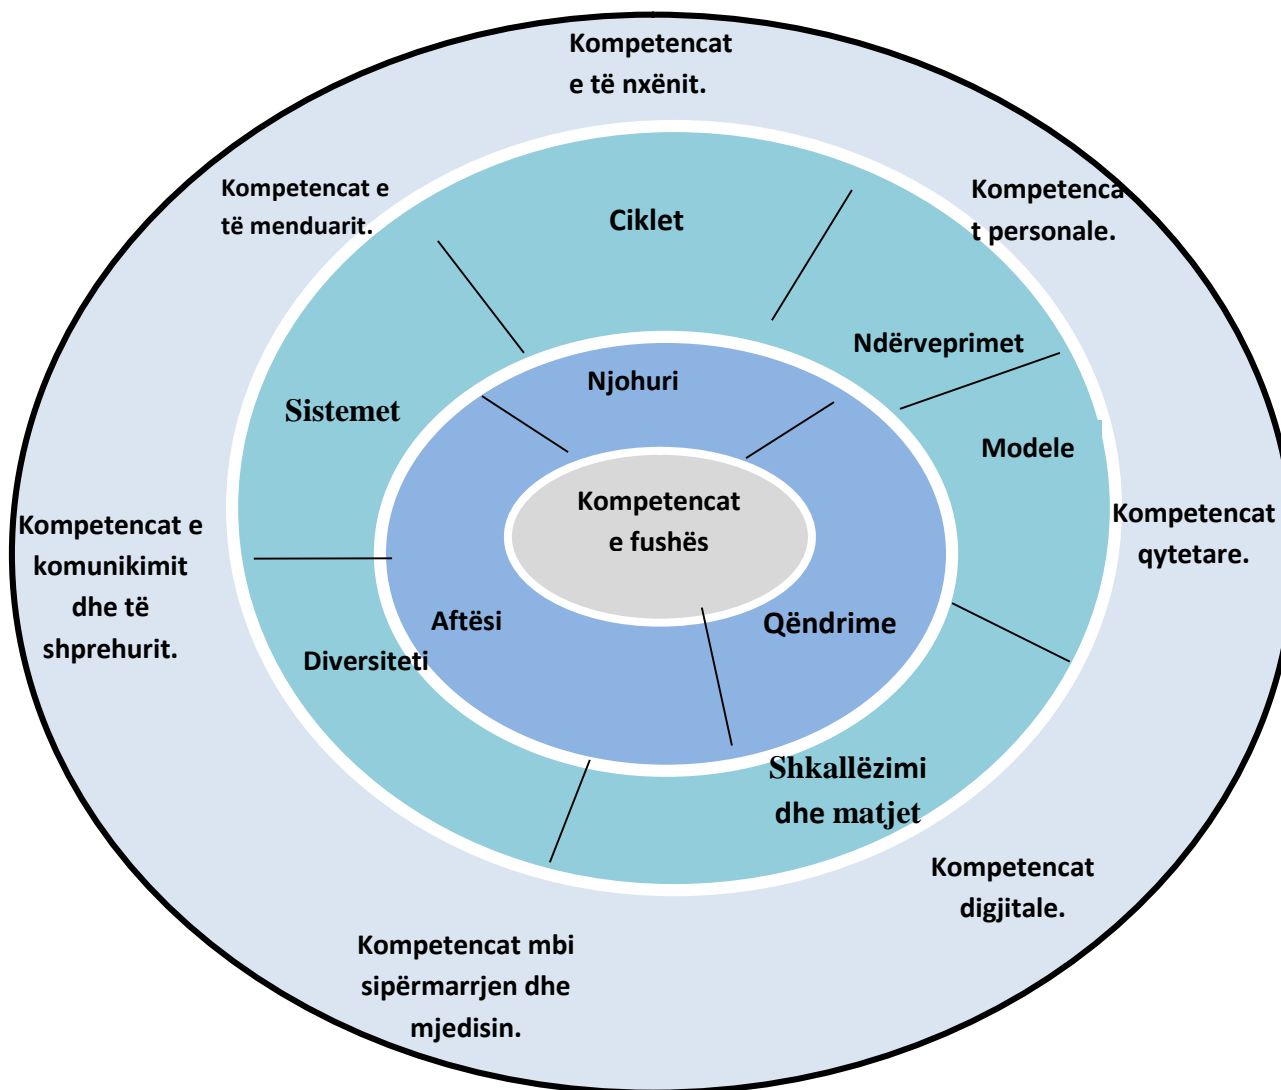 Kompetencat
e të nxënit.
Kompetencat e
të menduarit.
Kompetenca
t personale.
Ciklet
Ndërveprimet
Njohuri
Sistemet
Modele
Kompetencat
e fushës
Kompetencat
qytetare.
Kompetencat e
komunikimit
dhe të
shprehurit.
Aftësi
Qëndrime
Diversiteti
Shkallëzimi
dhe matjet
Kompetencat
digjitale.
Kompetencat mbi
sipërmarrjen dhe
mjedisin.